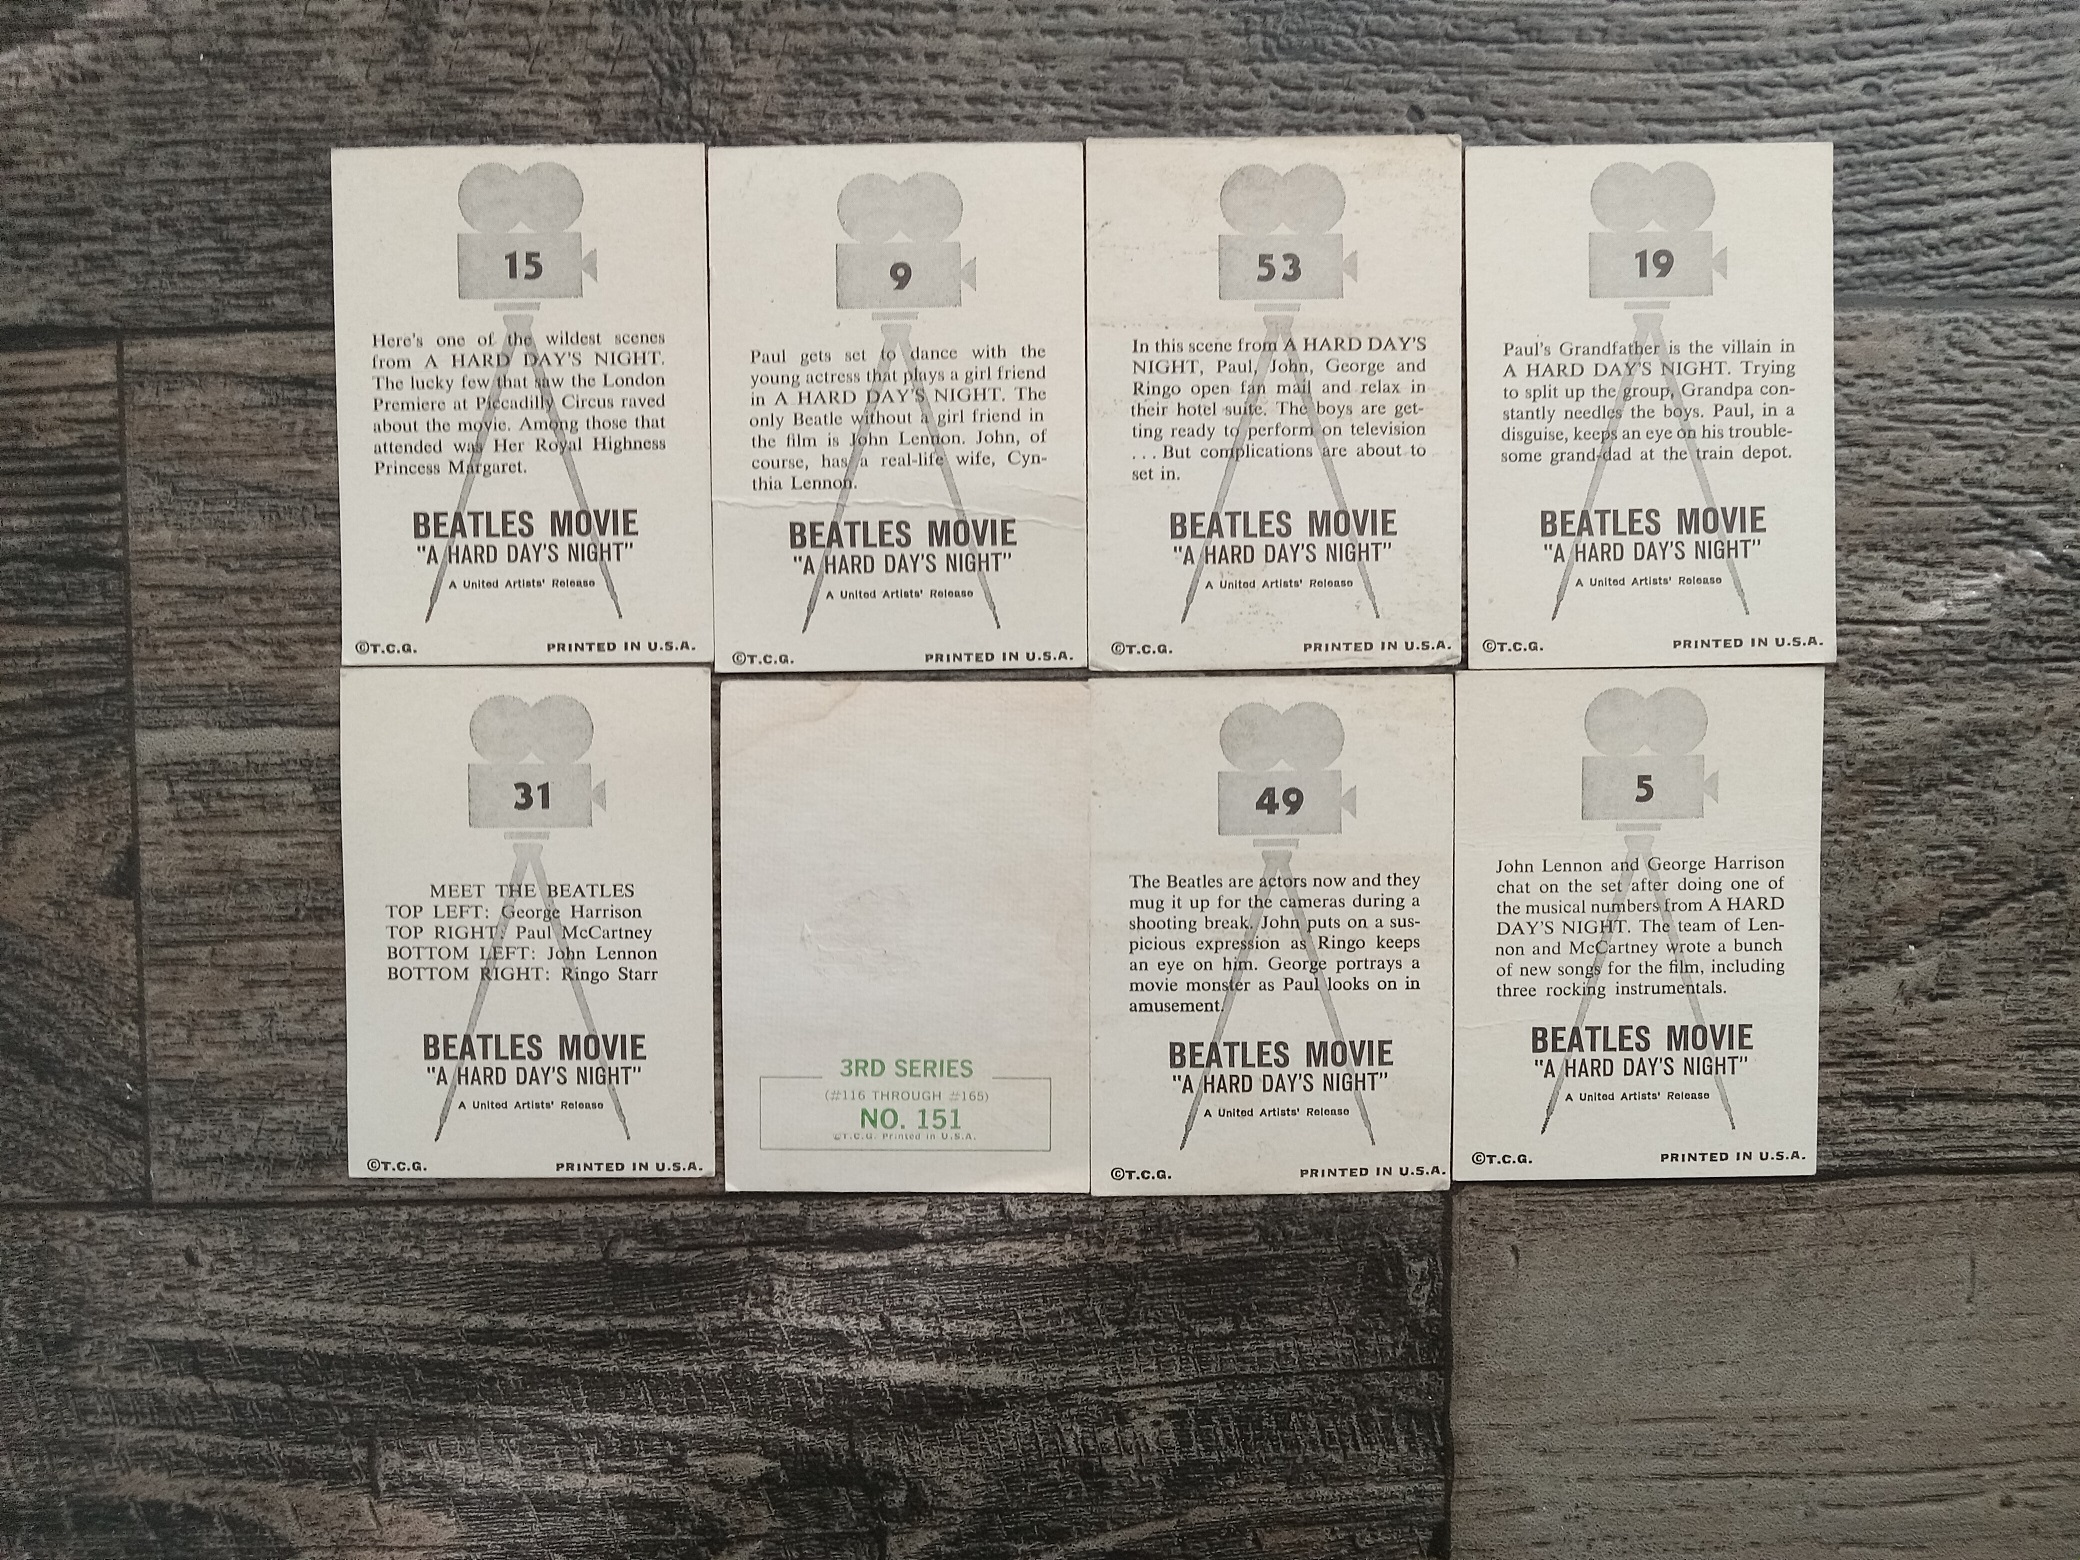 15
Here's one of the wildest scenes
from A HARD DAY'S NIGHT.
The lucky few that saw the London
Premiere at Piccadilly Circus raved
about the movie. Among those that
attended was Her Royal Highness
Princess Margaret.
BEATLES MOVIE
"A HARD DAY'S NIGHT"
A United Artists' Release
©T.C.G. PRINTED IN U.S.A.
9
Paul gets set to dance with the
young actress that plays a girl friend
in A HARD DAY'S NIGHT. The
only Beatle without a girl friend in
the film is John Lennon. John, of
course, has a real-life wife, Cyn-
thia Lennon.
BEATLES MOVIE
"A HARD DAY'S NIGHT"
A United Artists' Release
©T.C.G. PRINTED IN U.S.A.
53
In this scene from A HARD DAY'S
NIGHT, Paul, John, George and
Ringo open fan mail and relax in
their hotel suite. The boys are get-
ting ready to perform on television
. . . But complications are about to
set in.
BEATLES MOVIE
"A HARD DAY'S NIGHT"
A United Artists' Release
©T.C.G. PRINTED IN U.S.A.
19
Paul's Grandfather is the villain in
A HARD DAY'S NIGHT. Trying
to split up the group, Grandpa con-
stantly needles the boys. Paul, in a
disguise, keeps an eye on his trouble-
some grand-dad at the train depot.
BEATLES MOVIE
"A HARD DAY'S NIGHT"
A United Artists' Release
©T.C.G. PRINTED IN U.S.A.
31
MEET THE BEATLES
TOP LEFT: George Harrison
TOP RIGHT: Paul McCartney
BOTTOM LEFT: John Lennon
BOTTOM RIGHT: Ringo Starr
BEATLES MOVIE
"A HARD DAY'S NIGHT"
A United Artists' Release
©T.C.G. PRINTED IN U.S.A.
3RD SERIES
(#116 THROUGH #165)
NO. 151
©T.C.G. Printed in U.S.A.
49
The Beatles are actors now and they
mug it up for the cameras during a
shooting break. John puts on a sus-
picious expression as Ringo keeps
an eye on him. George portrays a
movie monster as Paul looks on in
amusement.
BEATLES MOVIE
"A HARD DAY'S NIGHT"
A United Artists' Release
©T.C.G. PRINTED IN U.S.A.
5
John Lennon and George Harrison
chat on the set after doing one of
the musical numbers from A HARD
DAY'S NIGHT. The team of Len-
non and McCartney wrote a bunch
of new songs for the film, including
three rocking instrumentals.
BEATLES MOVIE
"A HARD DAY'S NIGHT"
A United Artists' Release
©T.C.G. PRINTED IN U.S.A.